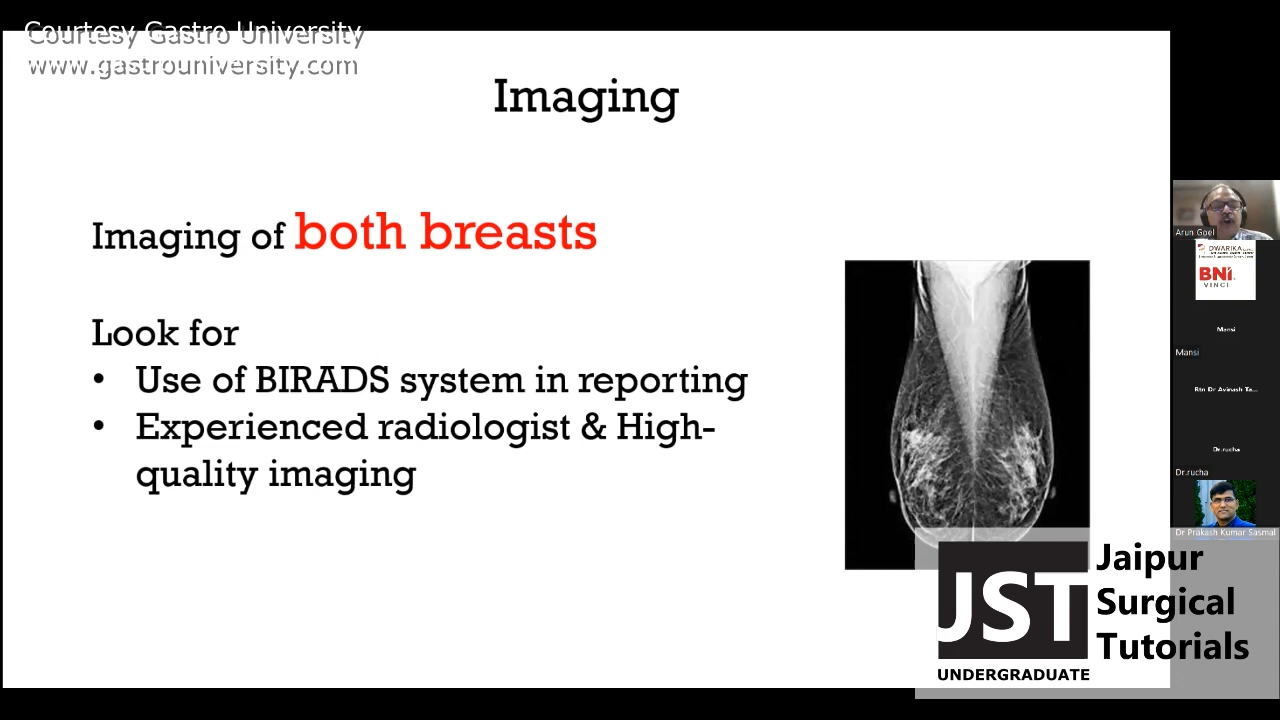 Courtesy Gastro University
www.gastrouniversity.com
Imaging
Imaging of both breasts
Look for
• Use of BIRADS system in reporting
• Experienced radiologist & High-
quality imaging
Arun Goel
DWARIKA
BNI
VINCI
Mansi
Mansi
Rtn Dr Avinash Ta...
Dr.rucha
Dr.rucha
Dr Prakash Kumar Sasmal
JST
UNDERGRADUATE
Jaipur
Surgical
Tutorials